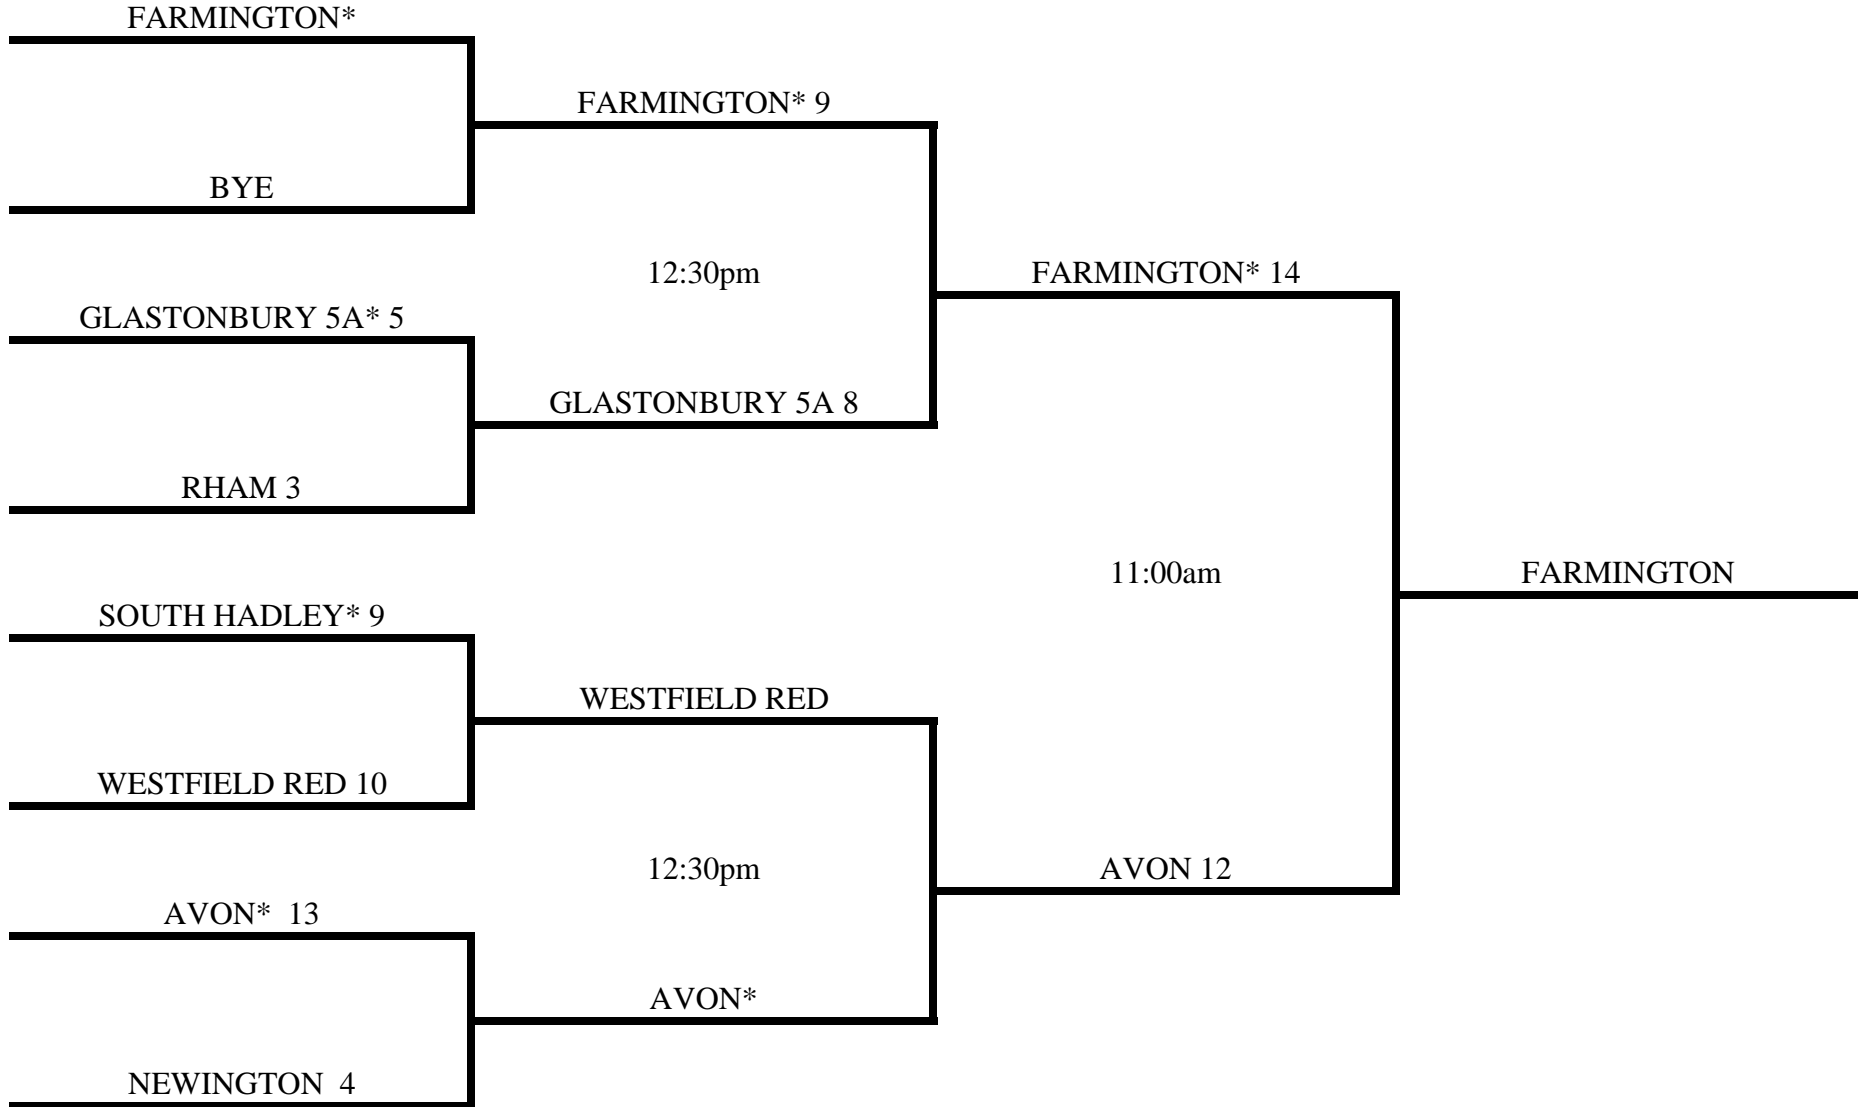 FARMINGTON*
FARMINGTON* 9
BYE
12:30pm
FARMINGTON* 14
GLASTONBURY 5A* 5
GLASTONBURY 5A 8
RHAM 3
11:00am
FARMINGTON
SOUTH HADLEY* 9
WESTFIELD RED
WESTFIELD RED 10
12:30pm
AVON 12
AVON*  13
AVON*
NEWINGTON  4